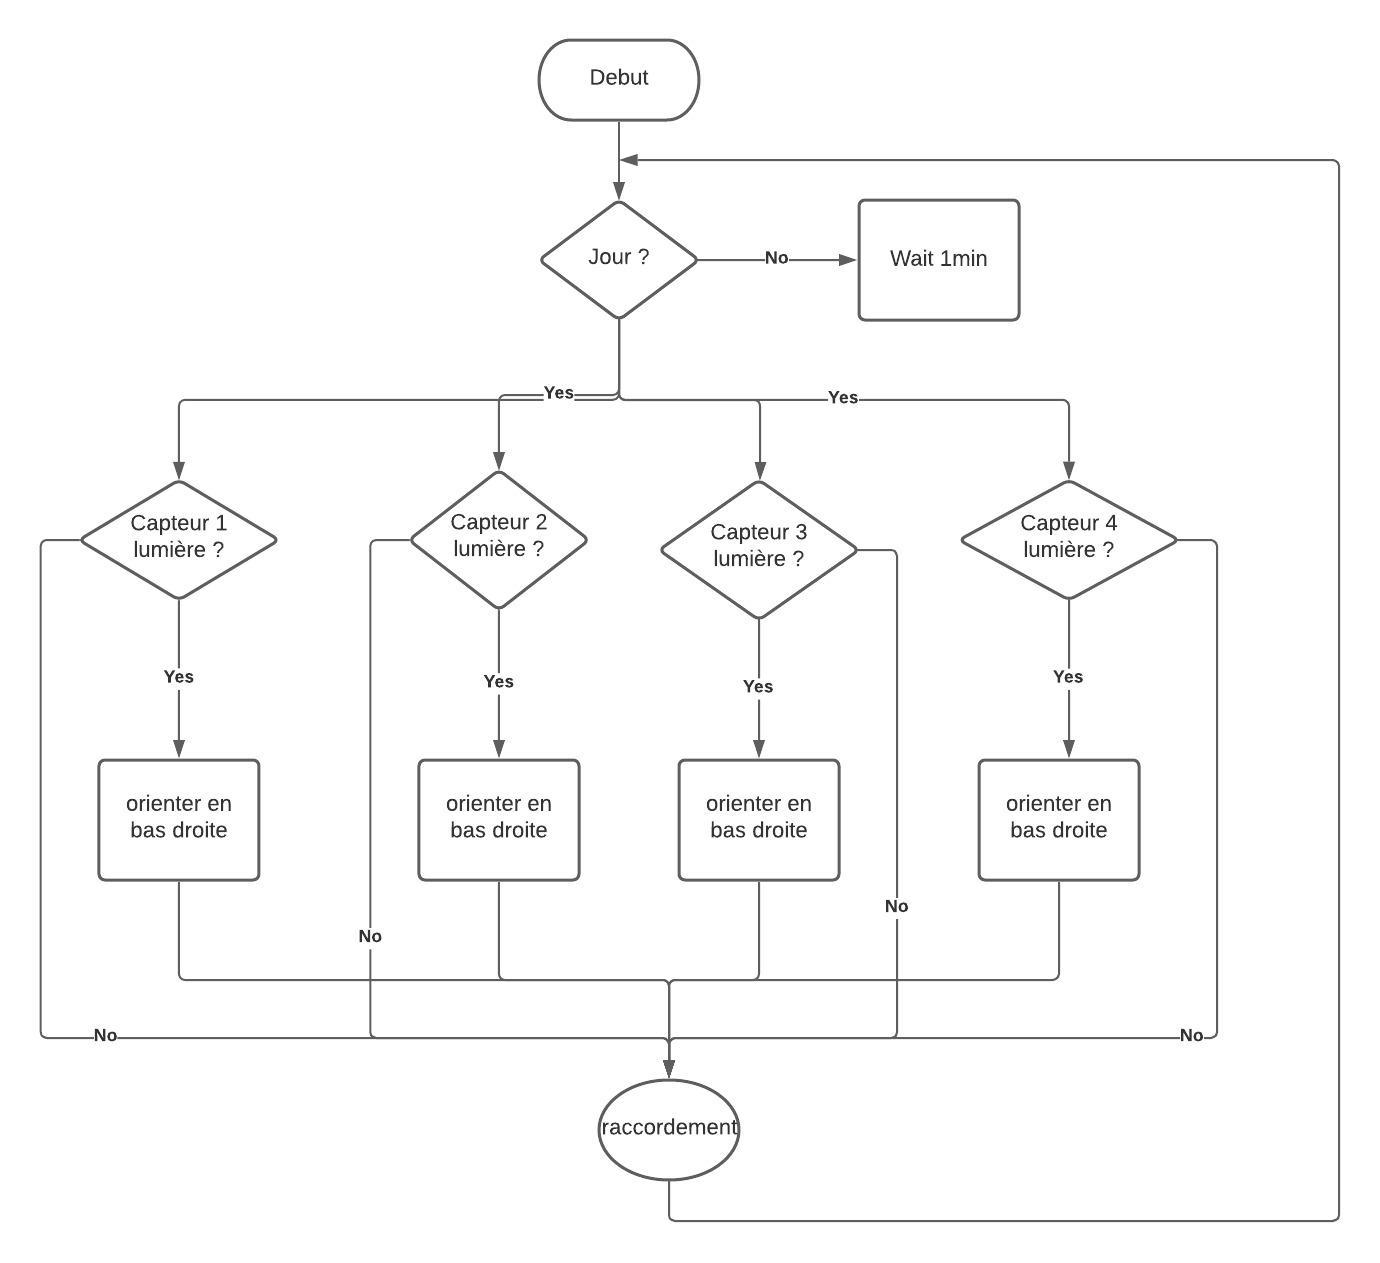 Debut
Jour ?
No
Wait 1min
Yes
Yes
Capteur 1
lumière ?
Capteur 2
lumière ?
Capteur 3
lumière ?
Capteur 4
lumière ?
Yes
Yes
Yes
Yes
orienter en
bas droite
orienter en
bas droite
orienter en
bas droite
orienter en
bas droite
No
No
No
No
raccordement